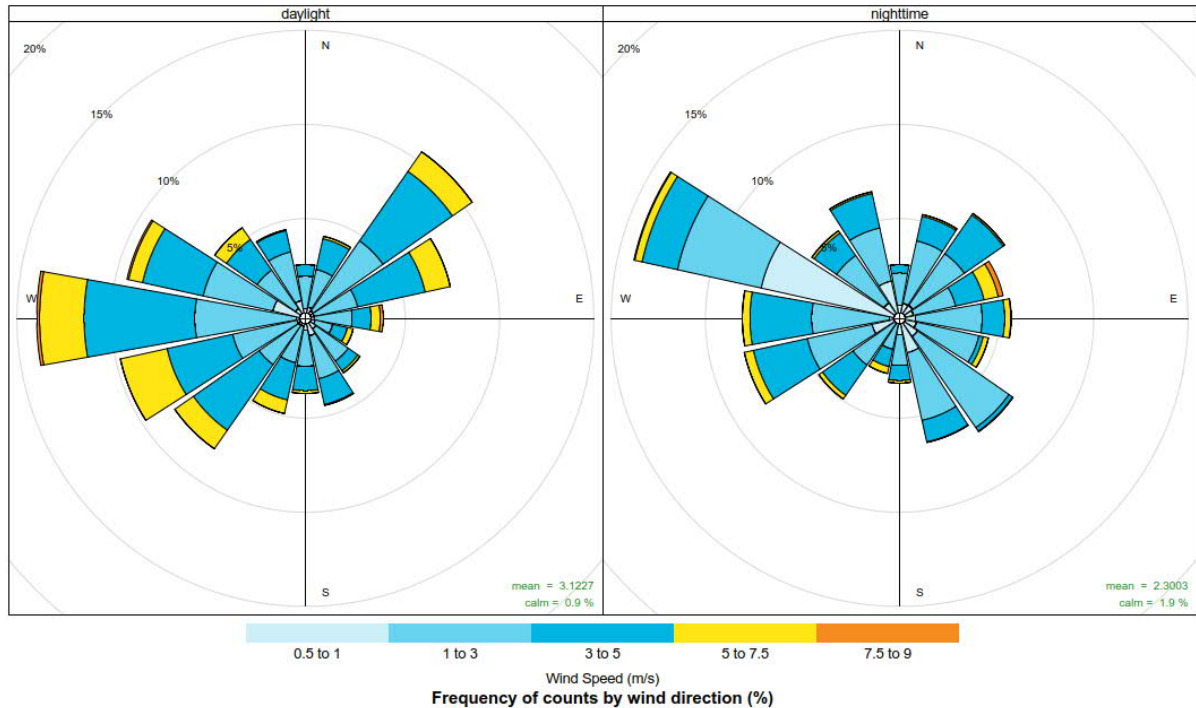 daylight
nighttime
20%
15%
10%
5%
N
W
E
S
mean = 3.1227
calm = 0.9 %
20%
15%
10%
5%
N
W
E
S
mean = 2.3003
calm = 1.9 %
0.5 to 1
1 to 3
3 to 5
5 to 7.5
7.5 to 9
Wind Speed (m/s)
Frequency of counts by wind direction (%)